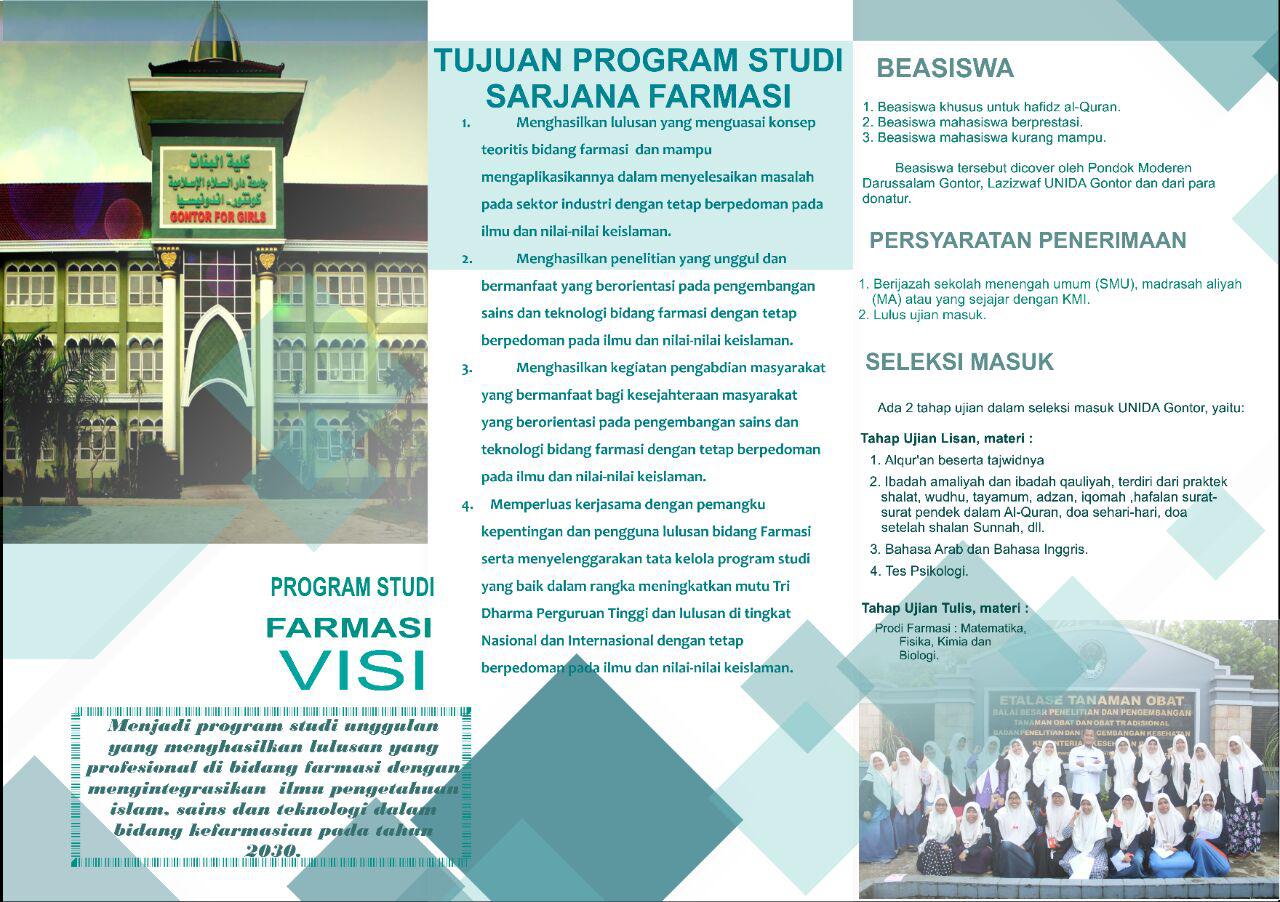 كلية البنات
جامعة دار السلام الإسلامية
كونتور - اندونيسيا
GONTOR FOR GIRLS
PROGRAM STUDI
FARMASI
VISI
Menjadi program studi unggulan
yang menghasilkan lulusan yang
profesional di bidang farmasi dengan
mengintegrasikan ilmu pengetahuan
islam, sains dan teknologi dalam
bidang kefarmasian pada tahun
2030.
TUJUAN PROGRAM STUDI
SARJANA FARMASI
1. Menghasilkan lulusan yang menguasai konsep
teoritis bidang farmasi dan mampu
mengaplikasikannya dalam menyelesaikan masalah
pada sektor industri dengan tetap berpedoman pada
ilmu dan nilai-nilai keislaman.
2. Menghasilkan penelitian yang unggul dan
bermanfaat yang berorientasi pada pengembangan
sains dan teknologi bidang farmasi dengan tetap
berpedoman pada ilmu dan nilai-nilai keislaman.
3. Menghasilkan kegiatan pengabdian masyarakat
yang bermanfaat bagi kesejahteraan masyarakat
yang berorientasi pada pengembangan sains dan
teknologi bidang farmasi dengan tetap berpedoman
pada ilmu dan nilai-nilai keislaman.
4. Memperluas kerjasama dengan pemangku
kepentingan dan pengguna lulusan bidang Farmasi
serta menyelenggarakan tata kelola program studi
yang baik dalam rangka meningkatkan mutu Tri
Dharma Perguruan Tinggi dan lulusan di tingkat
Nasional dan Internasional dengan tetap
berpedoman pada ilmu dan nilai-nilai keislaman.
BEASISWA
1. Beasiswa khusus untuk hafidz al-Quran.
2. Beasiswa mahasiswa berprestasi.
3. Beasiswa mahasiswa kurang mampu.
Beasiswa tersebut dicover oleh Pondok Moderen
Darussalam Gontor, Lazizwaf UNIDA Gontor dan dari para
donatur.
PERSYARATAN PENERIMAAN
1. Berijazah sekolah menengah umum (SMU), madrasah aliyah
(MA) atau yang sejajar dengan KMI.
2. Lulus ujian masuk.
SELEKSI MASUK
Ada 2 tahap ujian dalam seleksi masuk UNIDA Gontor, yaitu:
Tahap Ujian Lisan, materi :
1. Alqur'an beserta tajwidnya
2. Ibadah amaliyah dan ibadah qauliyah, terdiri dari praktek
shalat, wudhu, tayamum, adzan, iqomah ,hafalan surat-
surat pendek dalam Al-Quran, doa sehari-hari, doa
setelah shalan Sunnah, dll.
3. Bahasa Arab dan Bahasa Inggris.
4. Tes Psikologi.
Tahap Ujian Tulis, materi :
Prodi Farmasi : Matematika,
Fisika, Kimia dan
Biologi.
ETALASE TANAMAN OBAT
BALAI BESAR PENELITIAN DAN PENGEMBANGAN
TANAMAN OBAT DAN OBAT TRADISIONAL
BADAN PENELITIAN DAN PENGEMBANGAN KESEHATAN
KESEHATAN